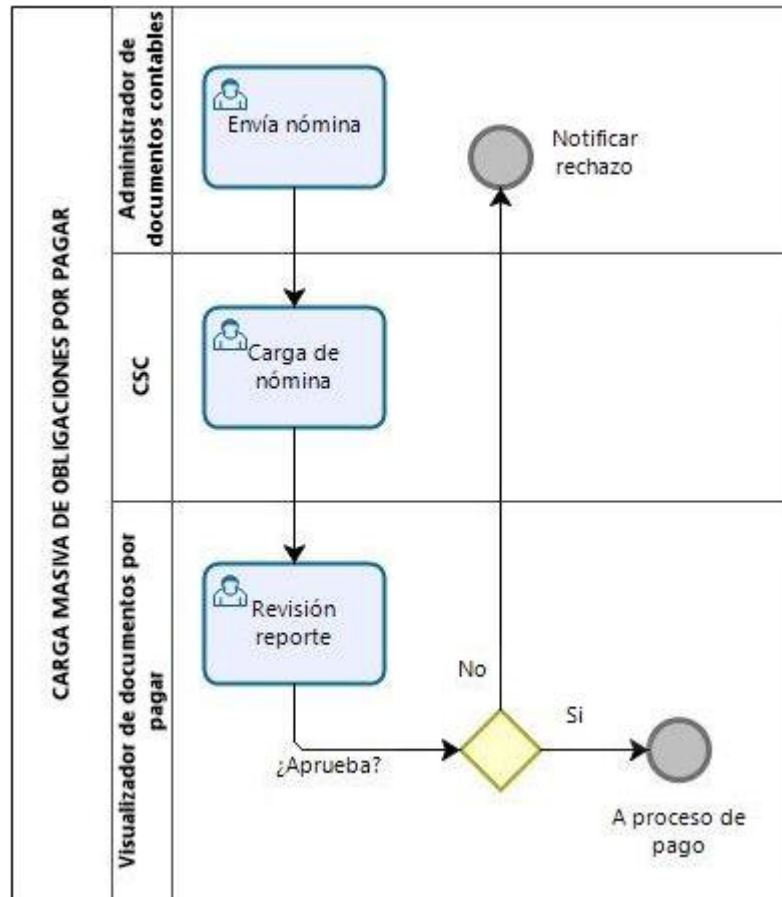 CARGA MASIVA DE OBLIGACIONES POR PAGAR
Administrador de
documentos contables
Envía nómina
Notificar
rechazo
CSC
Carga de
nómina
Visualizador de documentos por
pagar
Revisión
reporte
¿Aprueba?
No
Si
A proceso de
pago